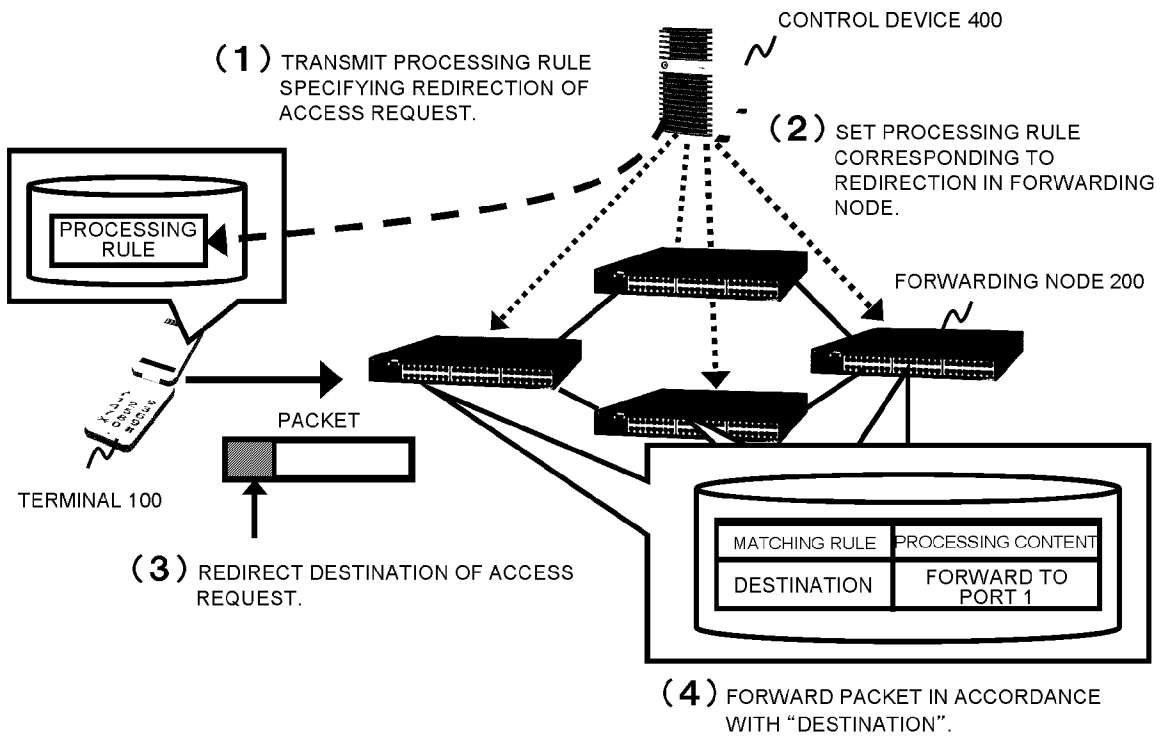 CONTROL DEVICE 400
(1) TRANSMIT PROCESSING RULE
SPECIFYING REDIRECTION OF
ACCESS REQUEST.
(2) SET PROCESSING RULE
CORRESPONDING TO
REDIRECTION IN FORWARDING
NODE.
PROCESSING
RULE
FORWARDING NODE 200
PACKET
TERMINAL 100
(3) REDIRECT DESTINATION OF ACCESS
REQUEST.
MATCHING RULE PROCESSING CONTENT
DESTINATION FORWARD TO
PORT 1
(4) FORWARD PACKET IN ACCORDANCE
WITH “DESTINATION”.